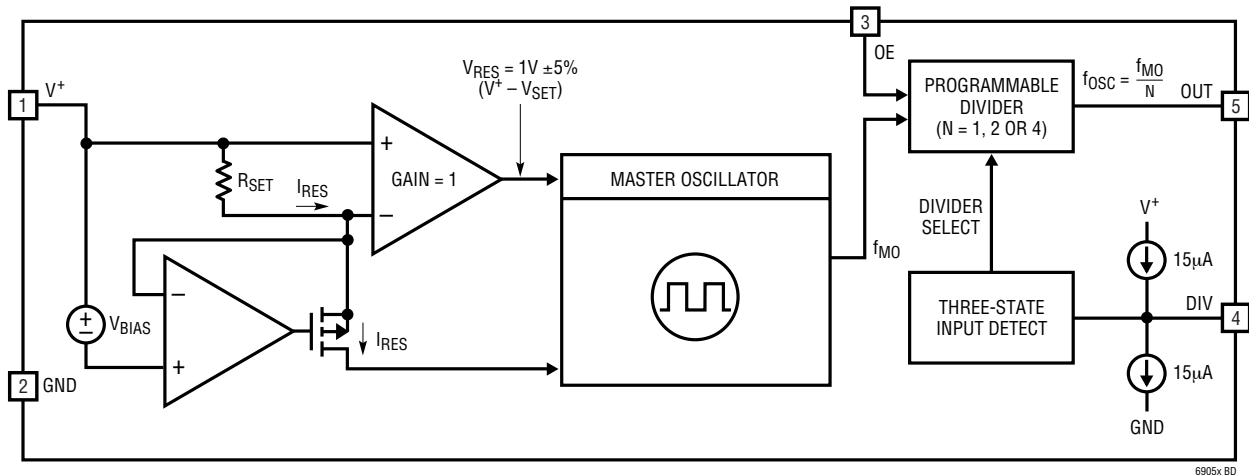 3
OE
V_RES = 1V ±5%
(V⁺ – V_SET)
1
V⁺
PROGRAMMABLE
DIVIDER
(N = 1, 2 OR 4)
f_OSC = f_MO/N
OUT
5
+
GAIN = 1
–
R_SET
I_RES
MASTER OSCILLATOR
DIVIDER
SELECT
V⁺
15µA
f_MO
–
+
±
–
V_BIAS
I_RES
THREE-STATE
INPUT DETECT
DIV
4
2
GND
15µA
GND
6905x BD